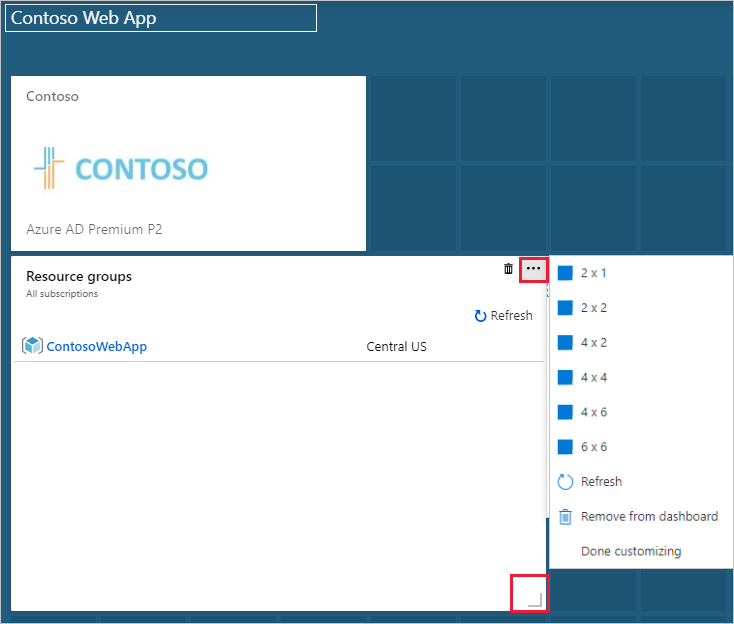 Contoso Web App
Contoso
CONTOSO
Azure AD Premium P2
Resource groups
All subscriptions
Refresh
ContosoWebApp Central US
2 x 1
2 x 2
4 x 2
4 x 4
4 x 6
6 x 6
Refresh
Remove from dashboard
Done customizing